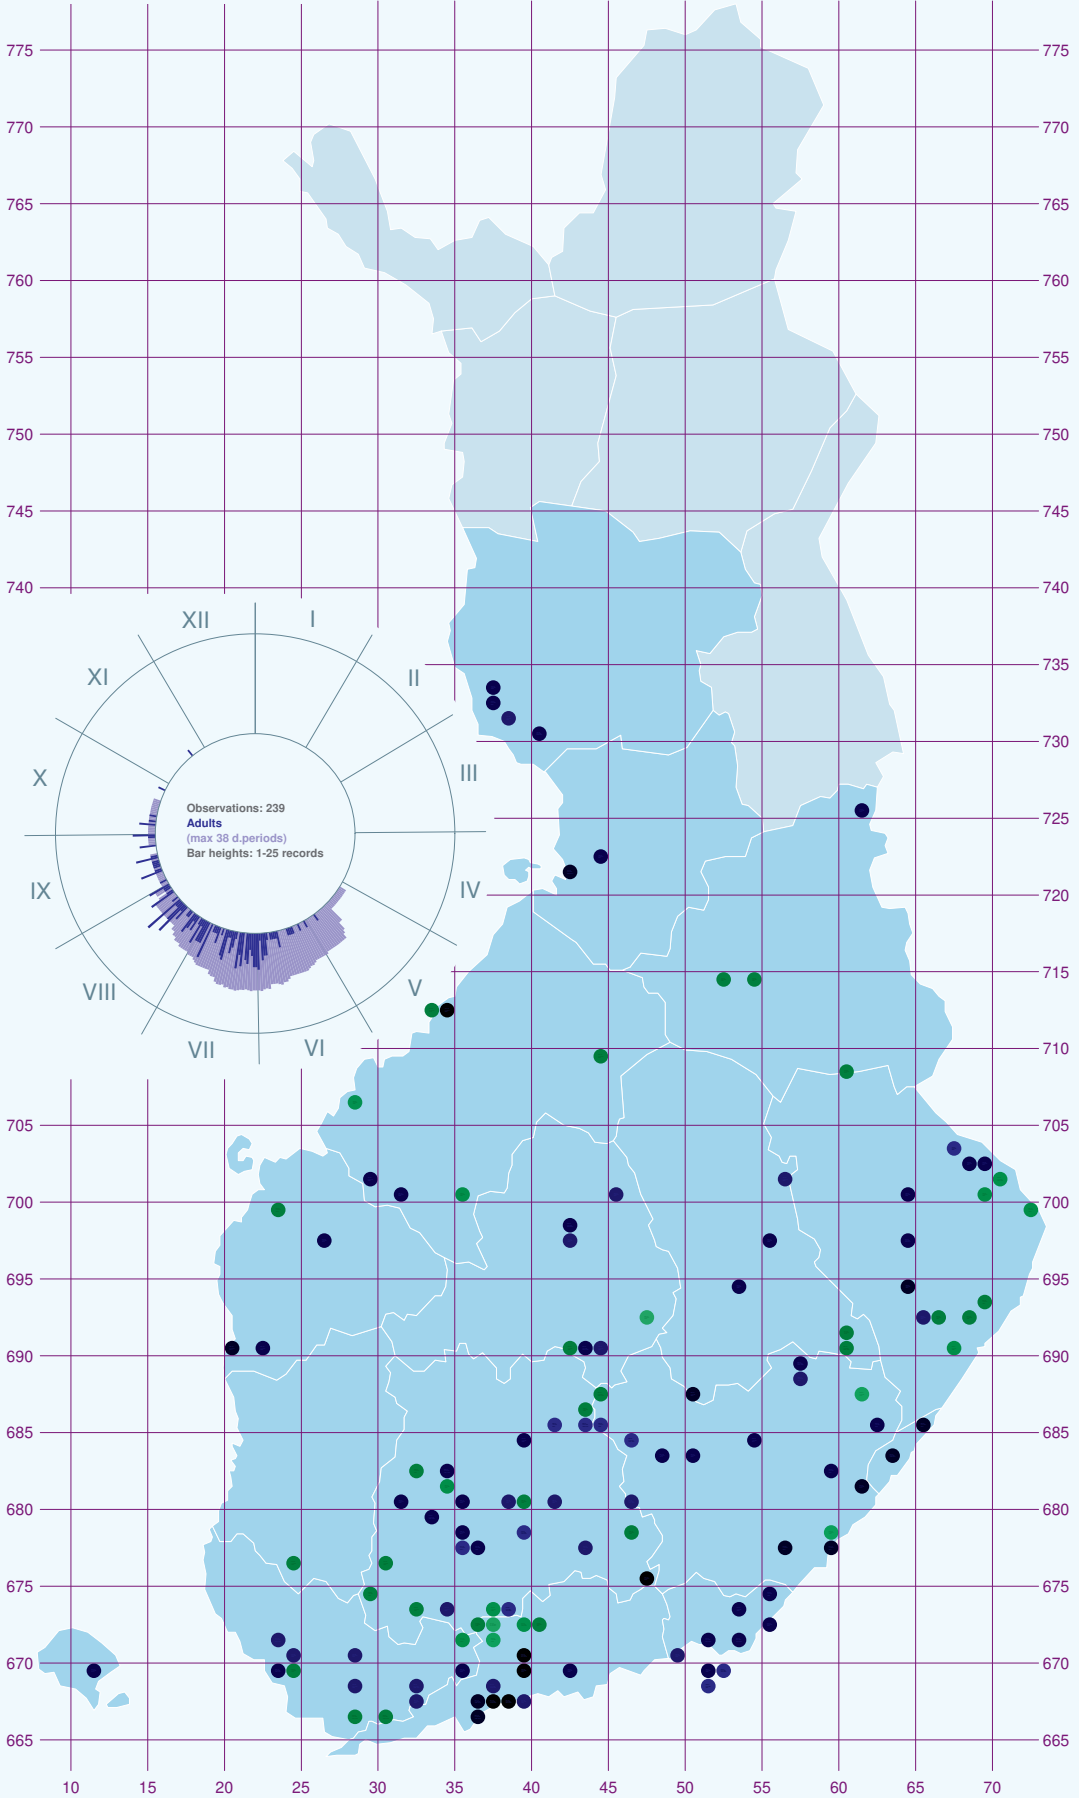 775 775
770 770
765 765
760 760
755 755
750 750
745 745
740 740
XII I
735
XI II
730
X III
Observations: 239
Adults
(max 38 d.periods)
Bar heights: 1-25 records
725
IX IV
720
VIII V
715
VII VI
710
705 705
700 700
695 695
690 690
685 685
680 680
675 675
670 670
665 665
10 15 20 25 30 35 40 45 50 55 60 65 70